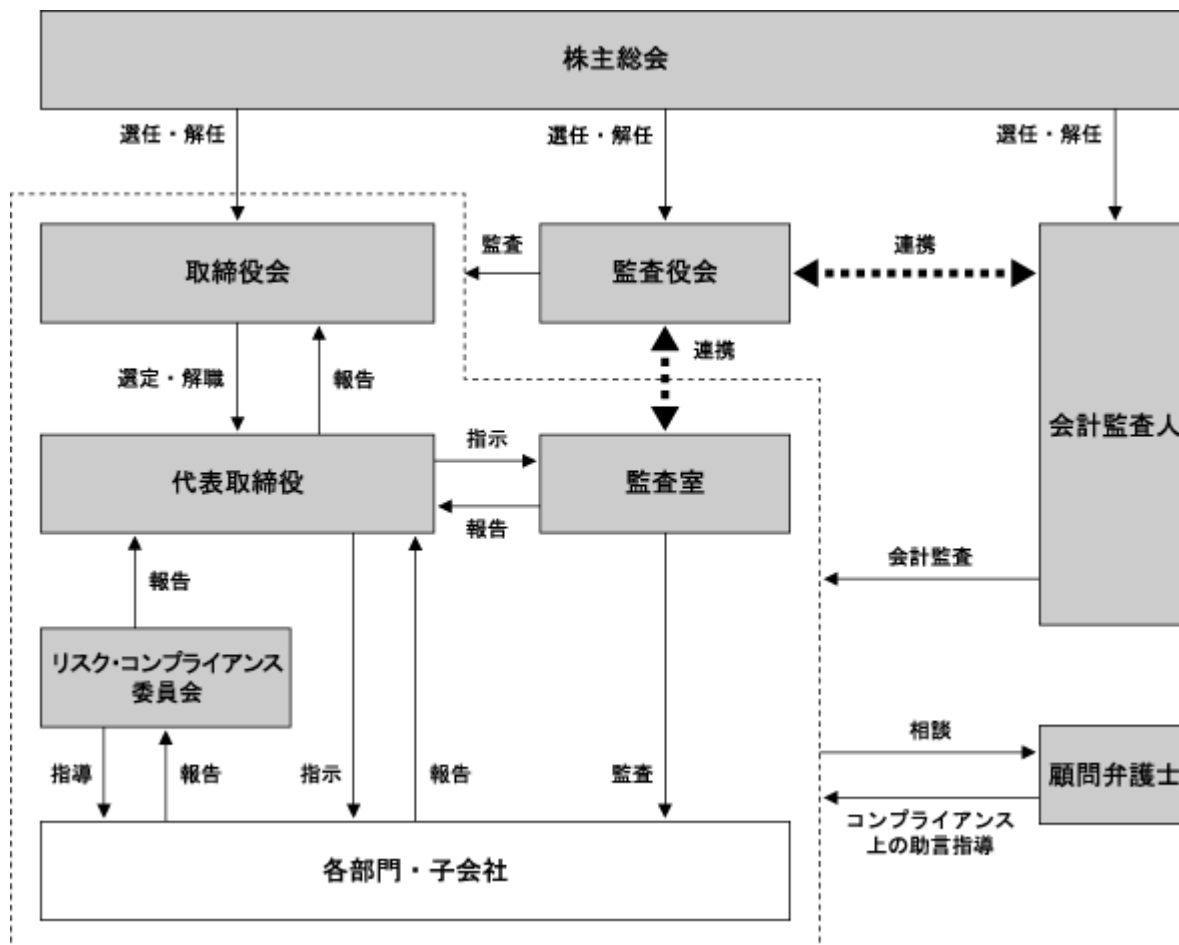 株主総会
選任・解任
選任・解任
選任・解任
取締役会
監査
監査役会
連携
選定・解職
報告
連携
会計監査人
代表取締役
指示
報告
監査室
報告
会計監査
リスク・コンプライアンス
委員会
指導
報告
指示
報告
監査
相談
顧問弁護士
コンプライアンス
上の助言指導
各部門・子会社